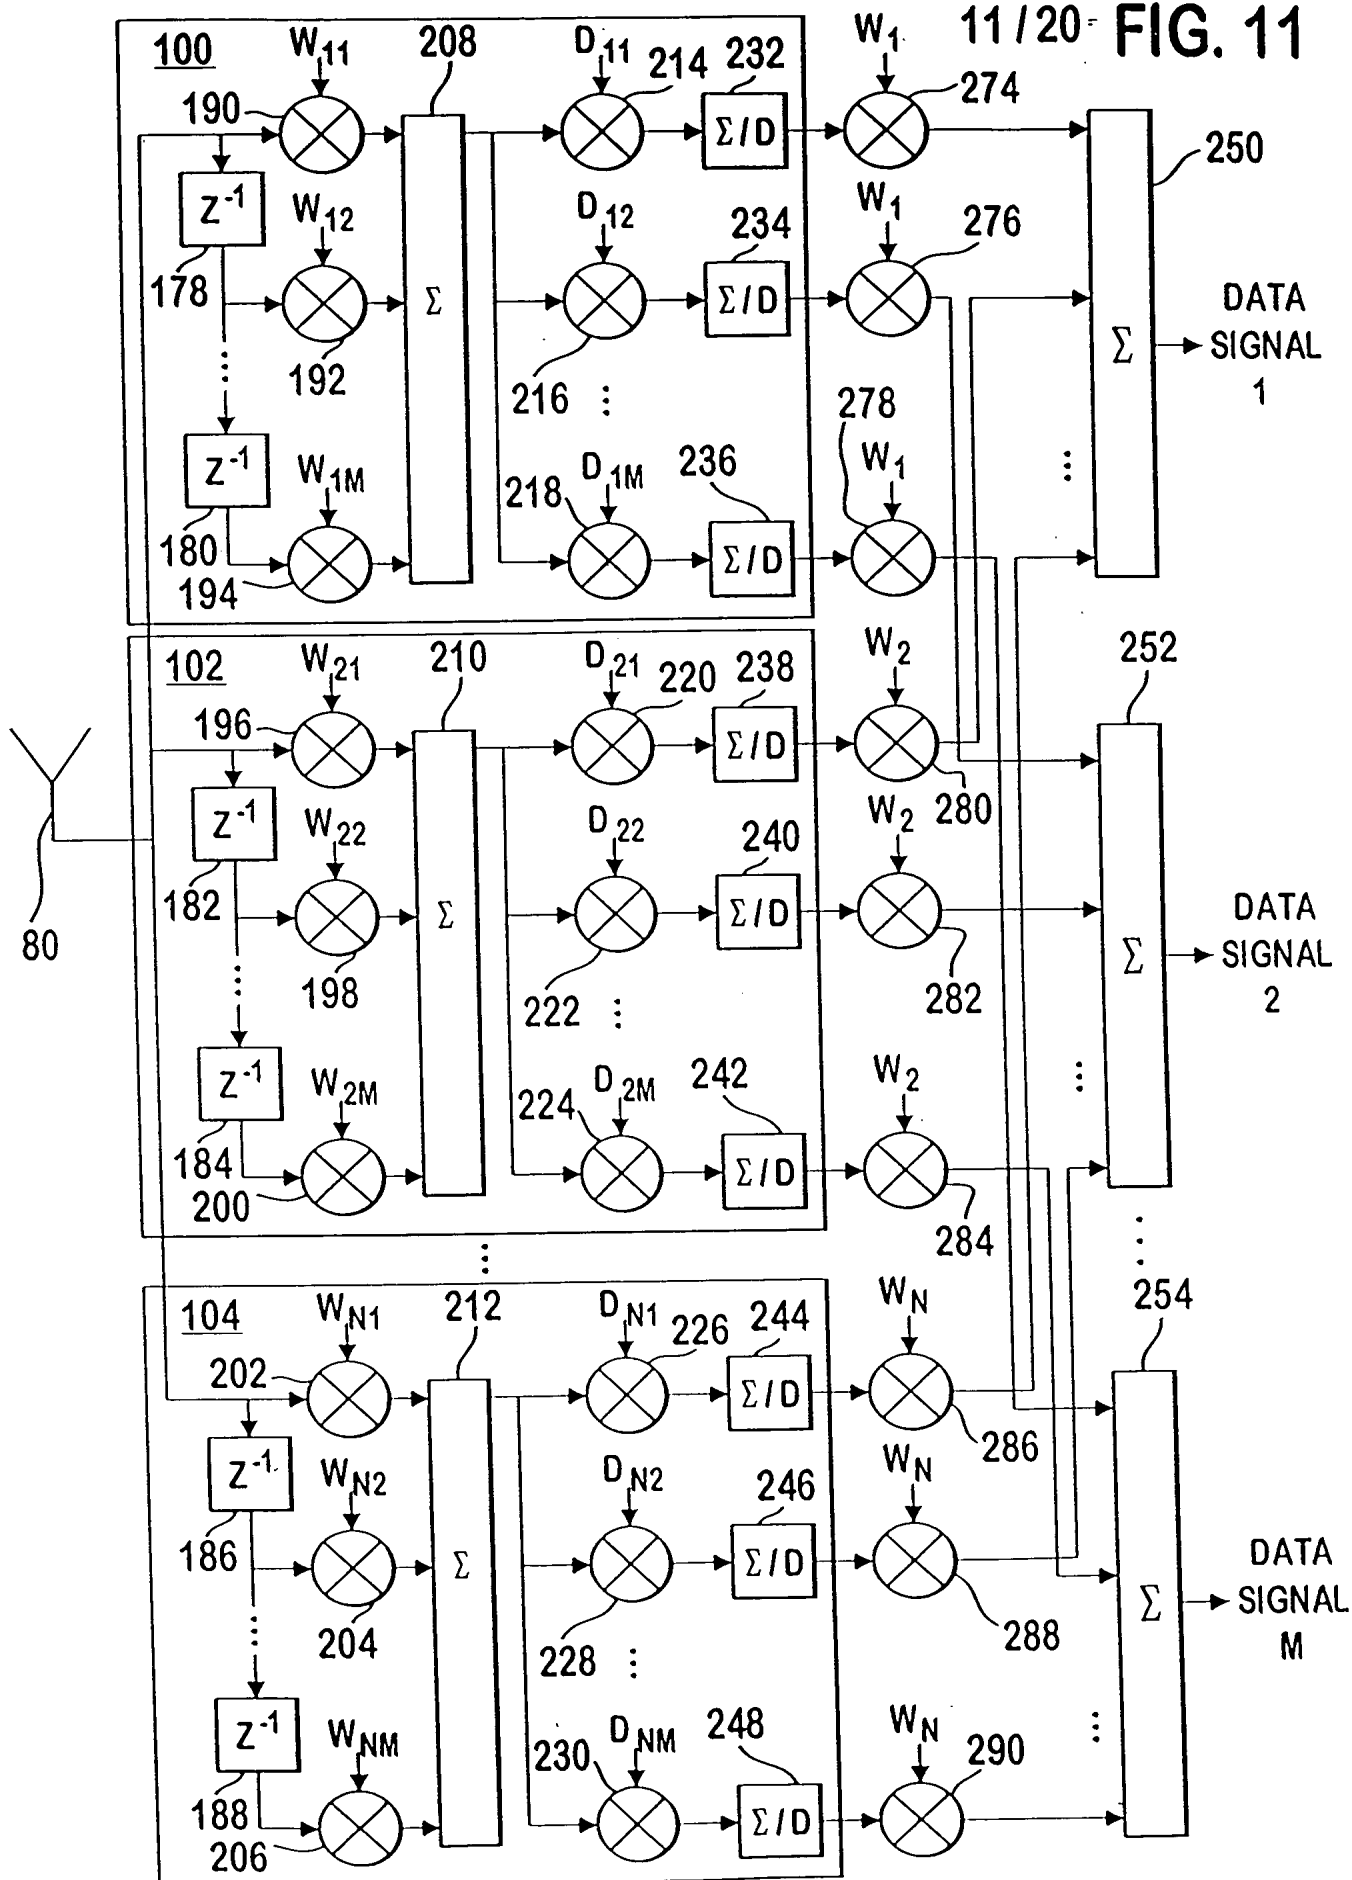 11/20 FIG. 11
100 W11 208 D11 214 232 W1 274
190 Σ/D 250
Z-1 W12 D12 234 W1 276
178 Σ Σ/D DATA
192 216 ... 278 Σ SIGNAL
1
Z-1 W1M D1M 236 W1 ...
180 218 Σ/D
194
102 W21 210 D21 220 238 W2 252
196 Σ/D
Z-1 W22 D22 240 W2 280
182 Σ Σ/D DATA
80 198 222 ... 282 Σ SIGNAL
2
Z-1 W2M D2M 242 W2 ...
184 224 Σ/D
200 284
...
104 WN1 212 DN1 226 244 WN 254
202 Σ/D
Z-1 WN2 DN2 246 WN 286
186 Σ Σ/D DATA
204 228 ... 288 Σ SIGNAL
M
Z-1 WNM DNM 248 WN 290 ...
188 230 Σ/D
206